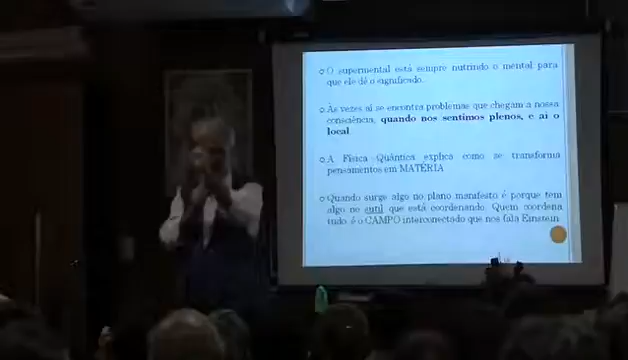 O supermental está sempre nutrindo o mental para
que ele dê o significado.
Às vezes aí se encontra problemas que chegam a nossa
consciência, quando nos sentimos plenos, e aí o
local
A Física Quântica explica como se transforma
pensamentos em MATÉRIA
Quando surge algo no plano manifesto é porque tem
algo no sutil que está coordenando. Quem coordena
tudo é o CAMPO interconectado que nos fala Einstein